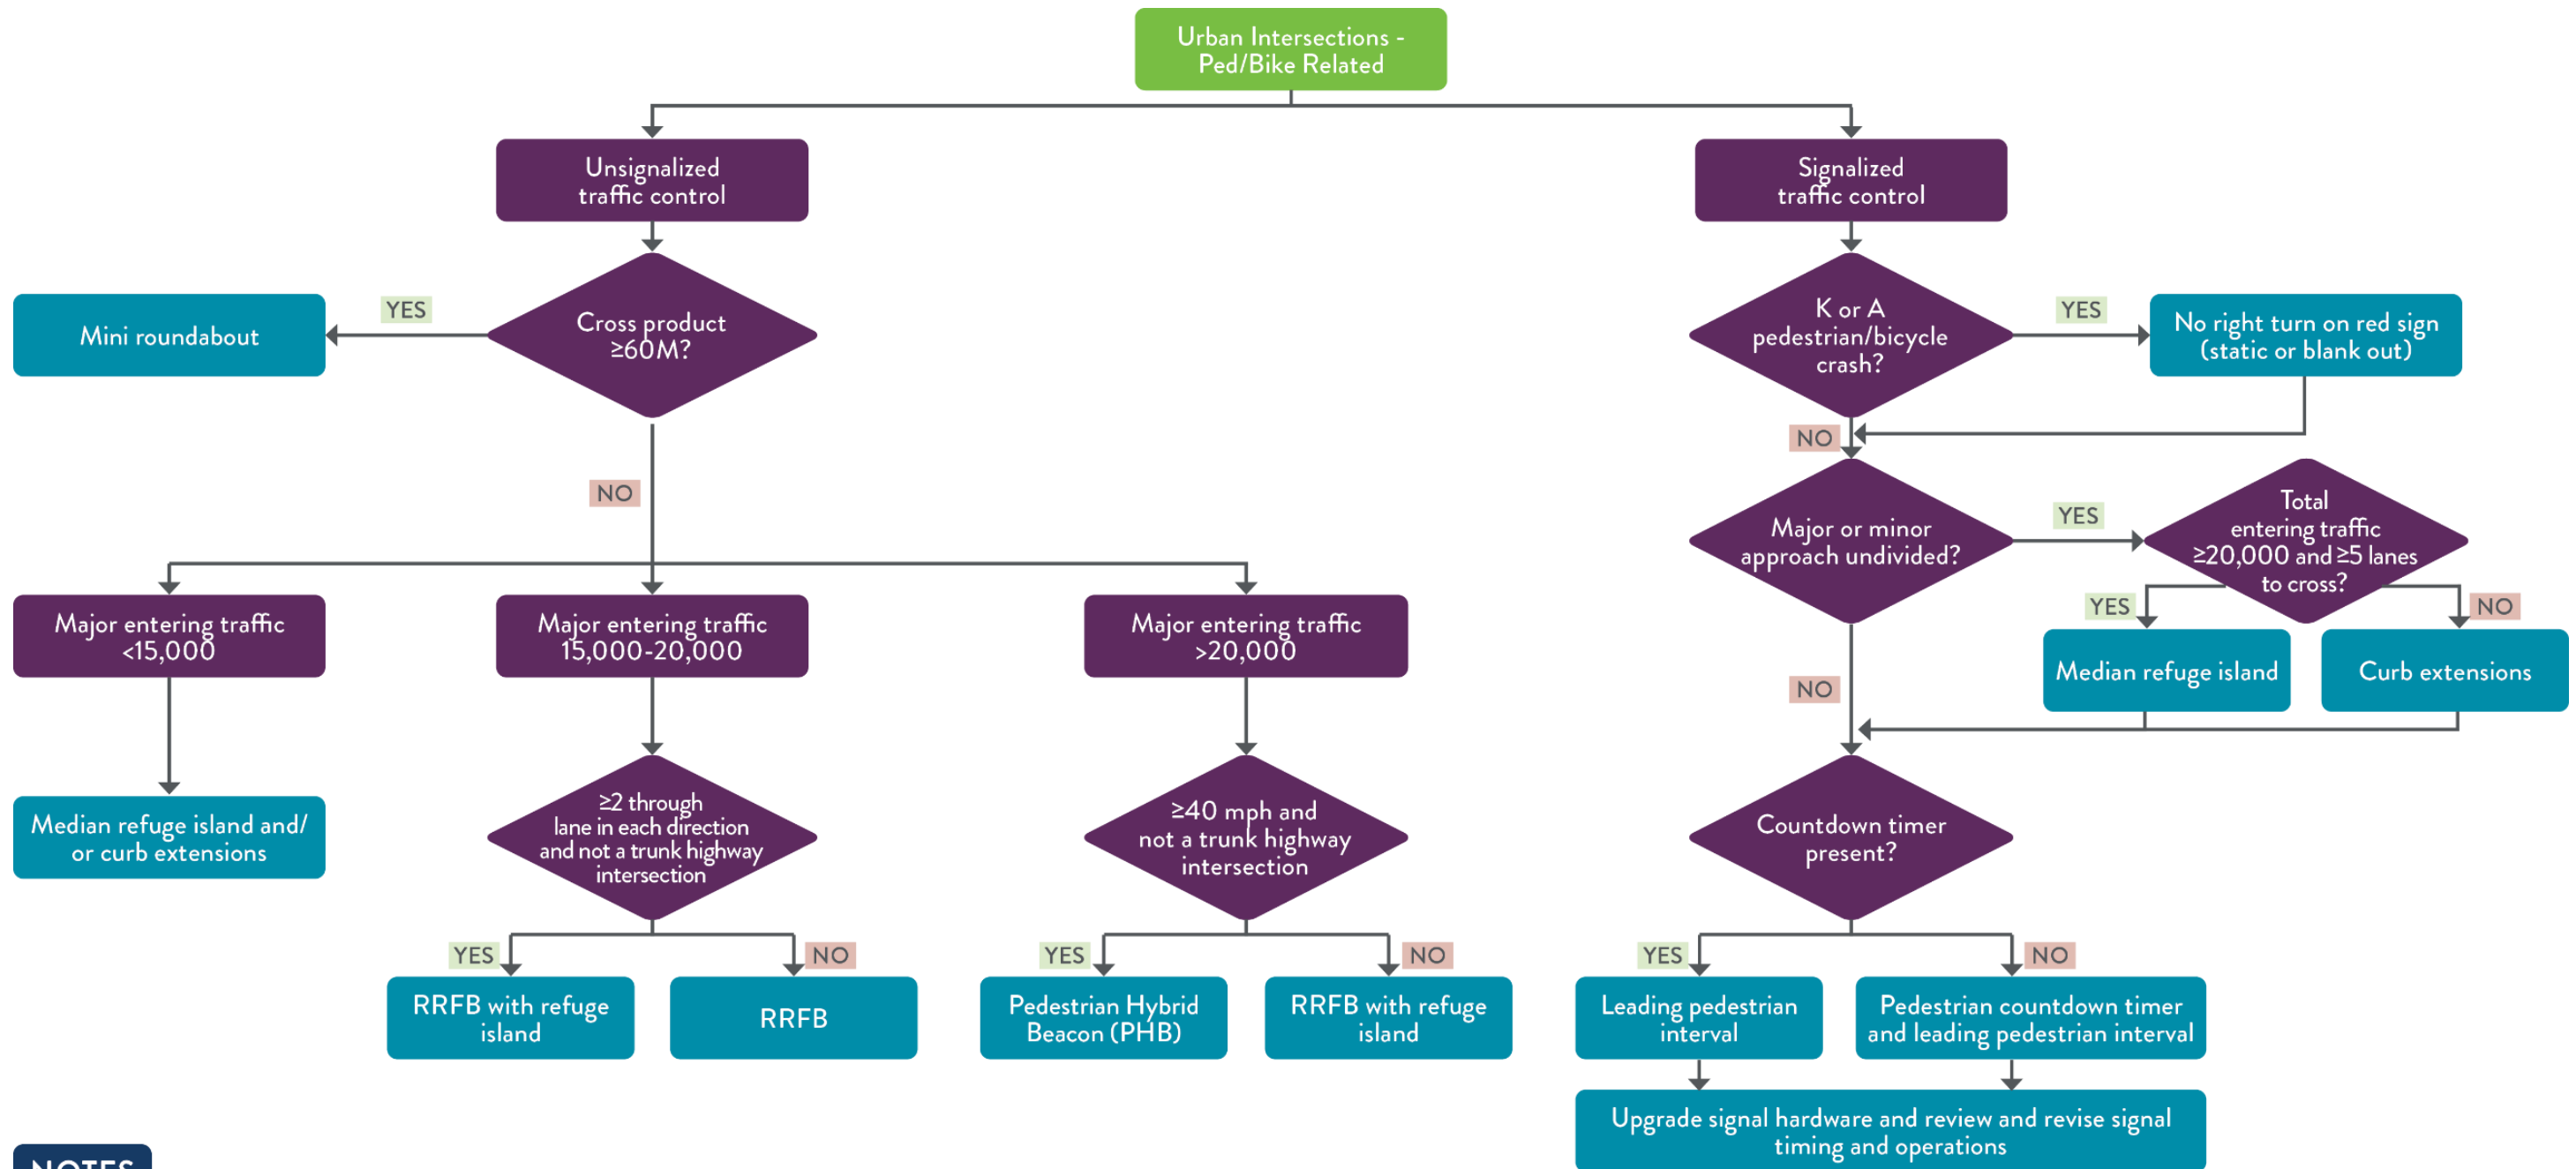 Urban Intersections -
Ped/Bike Related
Unsignalized
traffic control
Signalized
traffic control
Cross product
≥60M?
YES
Mini roundabout
NO
K or A
pedestrian/bicycle
crash?
YES
No right turn on red sign
(static or blank out)
NO
Major or minor
approach undivided?
YES
Total
entering traffic
≥20,000 and ≥5 lanes
to cross?
YES
NO
Median refuge island
Curb extensions
NO
Major entering traffic
<15,000
Major entering traffic
15,000-20,000
Major entering traffic
>20,000
Median refuge island and/
or curb extensions
≥2 through
lane in each direction
and not a trunk highway
intersection
≥40 mph and
not a trunk highway
intersection
Countdown timer
present?
YES
NO
YES
NO
YES
NO
RRFB with refuge
island
RRFB
Pedestrian Hybrid
Beacon (PHB)
RRFB with refuge
island
Leading pedestrian
interval
Pedestrian countdown timer
and leading pedestrian interval
Upgrade signal hardware and review and revise signal
timing and operations
NOTES